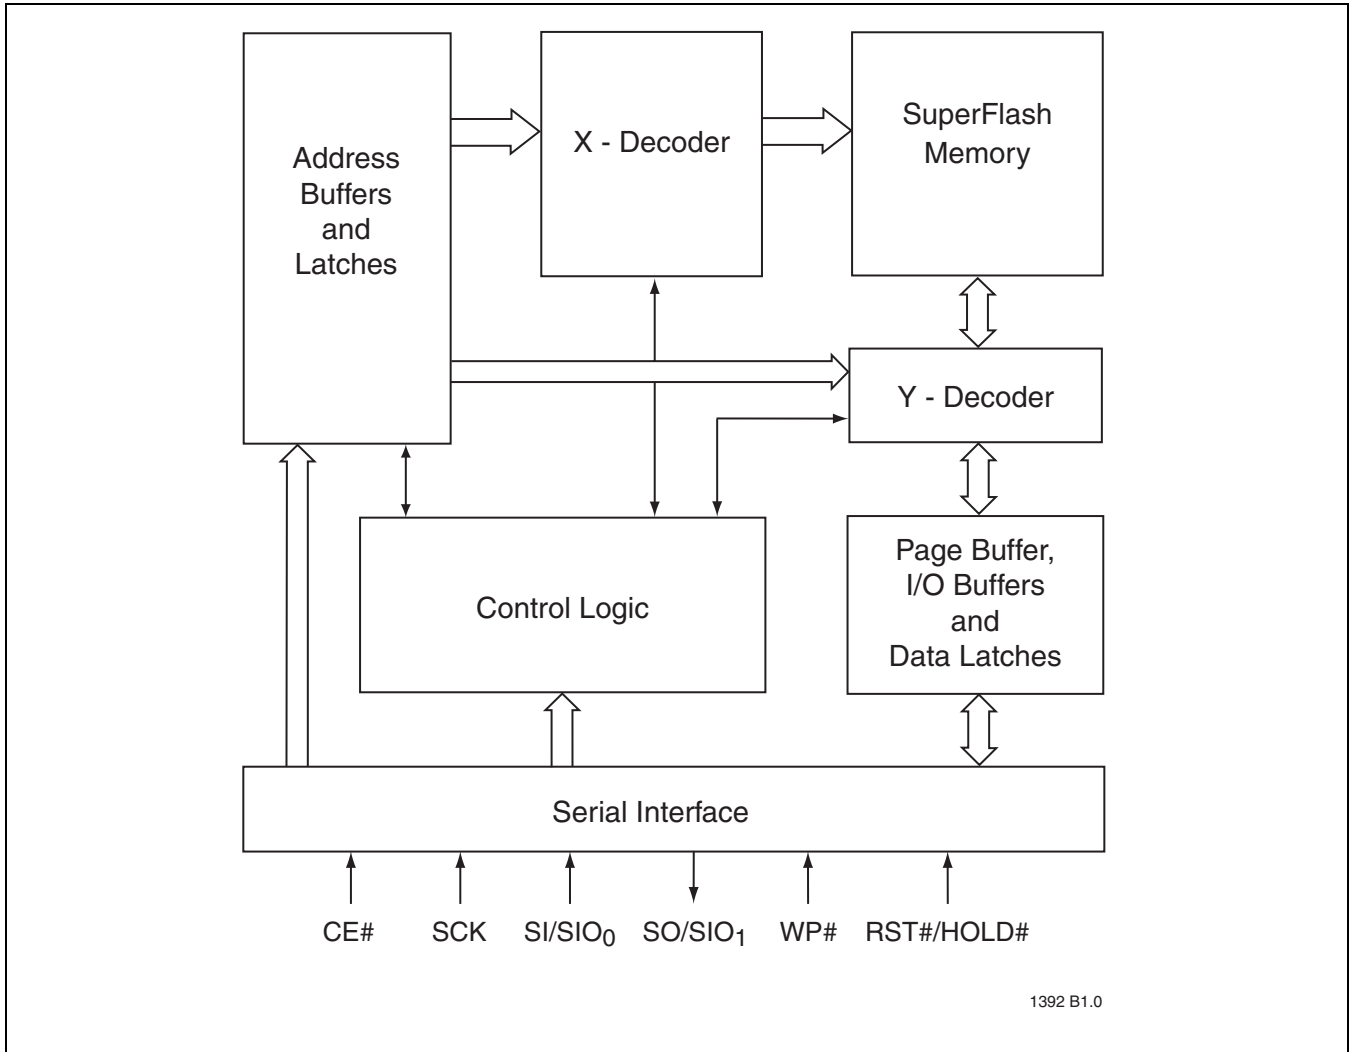 Address
Buffers
and
Latches
X - Decoder
SuperFlash
Memory
Y - Decoder
Control Logic
Page Buffer,
I/O Buffers
and
Data Latches
Serial Interface
CE#
SCK
SI/SIO0
SO/SIO1
WP#
RST#/HOLD#
1392 B1.0